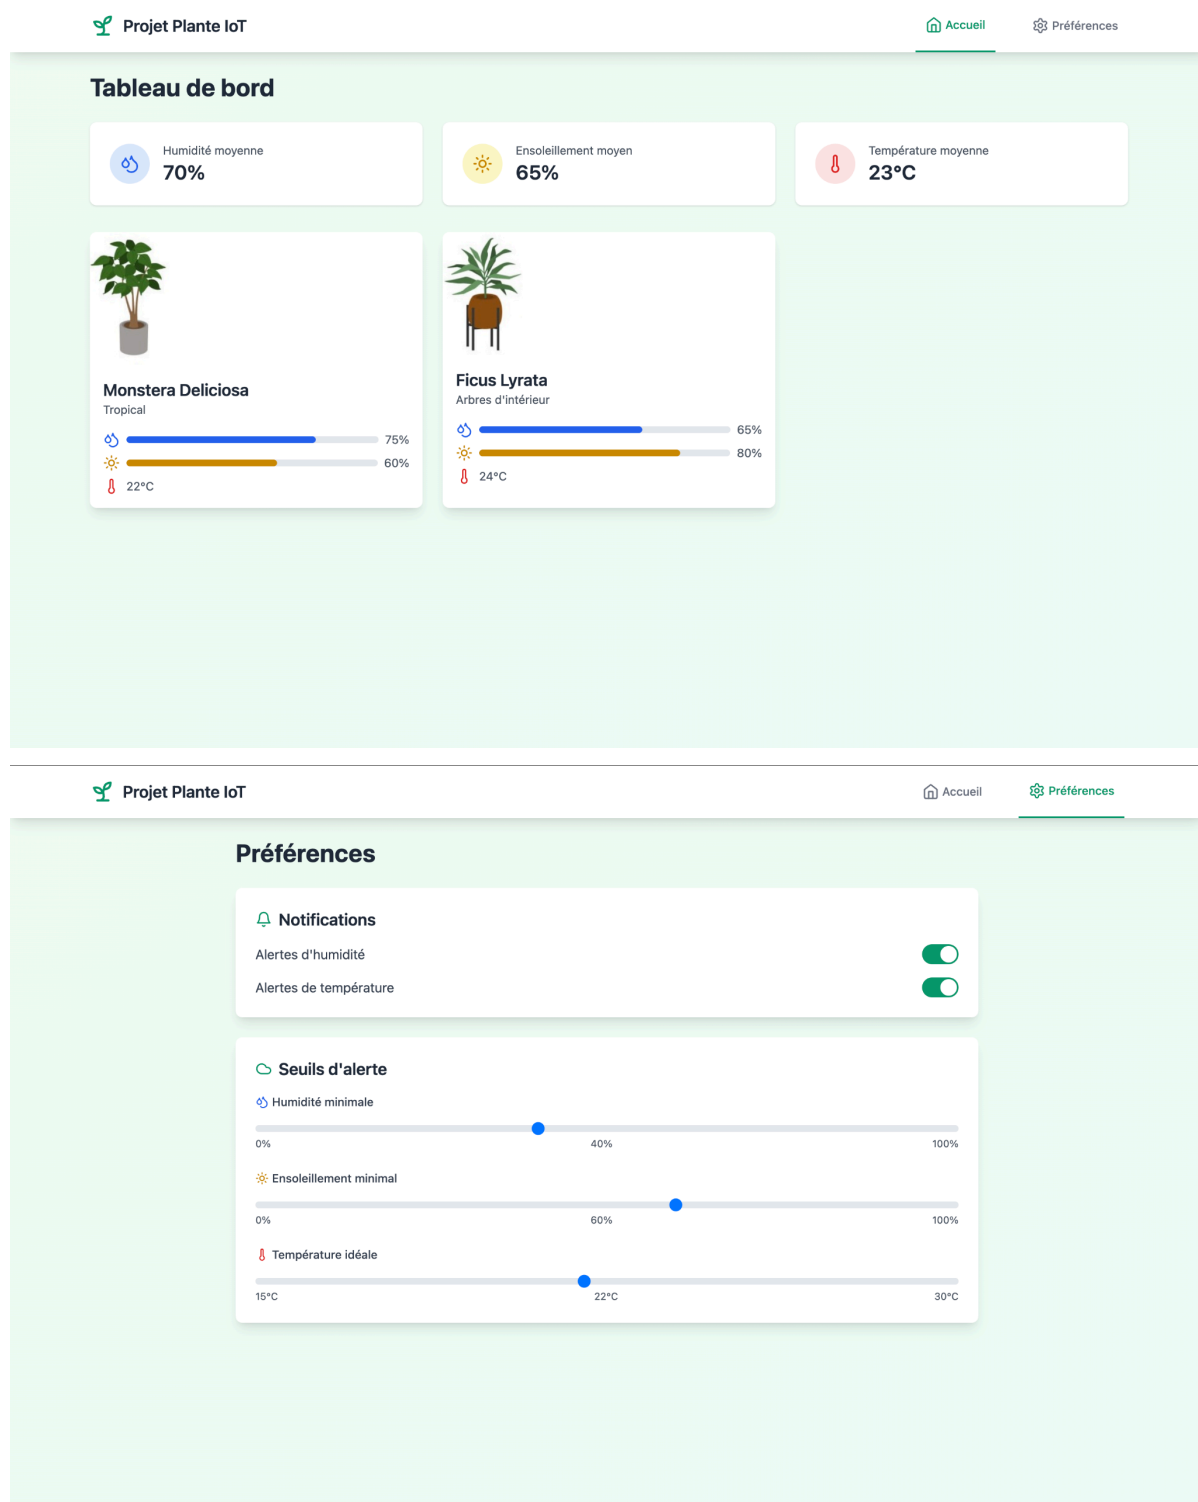 Projet Plante IoT
Accueil
Préférences
Tableau de bord
Humidité moyenne
70%
Ensoleillement moyen
65%
Température moyenne
23°C
Monstera Deliciosa
Tropical
75%
60%
22°C
Ficus Lyrata
Arbres d'intérieur
65%
80%
24°C
Projet Plante IoT
Accueil
Préférences
Préférences
Notifications
Alertes d'humidité
Alertes de température
Seuils d'alerte
Humidité minimale
0% 40% 100%
Ensoleillement minimal
0% 60% 100%
Température idéale
15°C 22°C 30°C